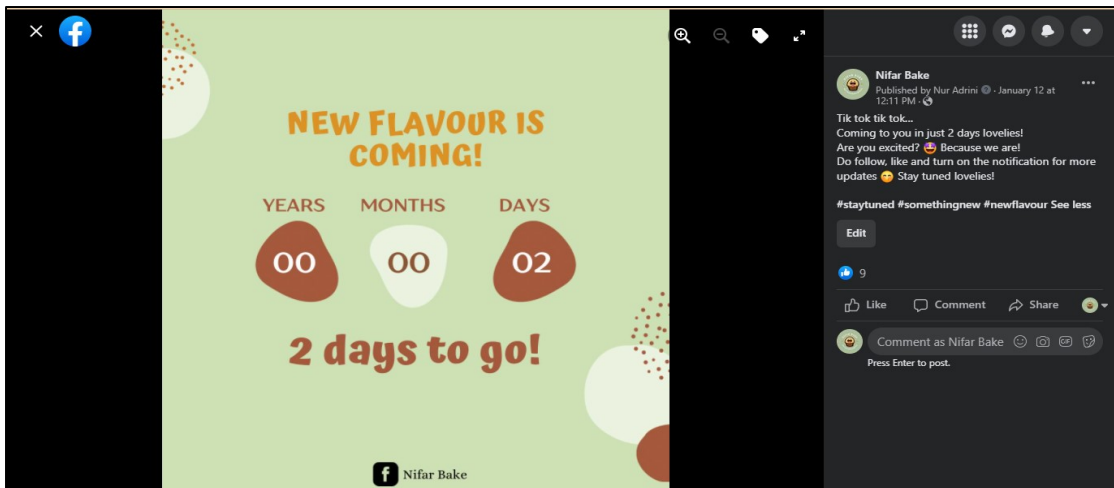 NEW FLAVOUR IS
COMING!
YEARS MONTHS DAYS
00 00 02
2 days to go!
f Nifar Bake
Nifar Bake
Published by Nur Adrini · January 12 at
12:11 PM ·
Tik tok tik tok...
Coming to you in just 2 days lovelies!
Are you excited? 🤩 Because we are!
Do follow, like and turn on the notification for more
updates 😊 Stay tuned lovelies!
#staytuned #somethingnew #newflavour See less
Edit
9
Like Comment Share
Comment as Nifar Bake GIF
Press Enter to post.